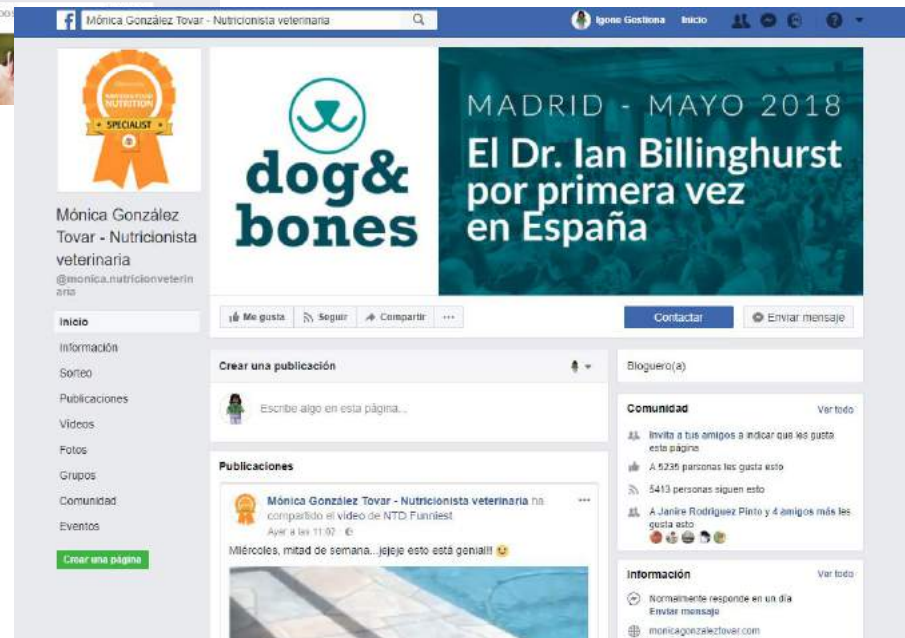 Mónica González Tovar - Nutricionista veterinaria
Igone Gestiona Inicio
NUTRITION
SPECIALIST
dog&
bones
MADRID - MAYO 2018
El Dr. Ian Billinghurst
por primera vez
en España
Mónica González
Tovar - Nutricionista
veterinaria
@monica.nutricionveterin
aria
Inicio
Información
Sorteo
Publicaciones
Vídeos
Fotos
Grupos
Comunidad
Eventos
Crear una página
Me gusta Seguir Compartir ...
Contactar Enviar mensaje
Crear una publicación
Escribe algo en esta página...
Publicaciones
Mónica González Tovar - Nutricionista veterinaria ha
compartido el vídeo de NTD Funniest
Ayer a las 11:02
Miércoles, mitad de semana...jejeje esto está genial!!!
Bloguero(a)
Comunidad Ver todo
Invita a tus amigos a indicar que les gusta
esta página
A 5235 personas les gusta esto
5413 personas siguen esto
A Janire Rodriguez Pinto y 4 amigos más les
gusta esto
Información Ver todo
Normalmente responde en un día
Enviar mensaje
monicagonzaleztovar.com